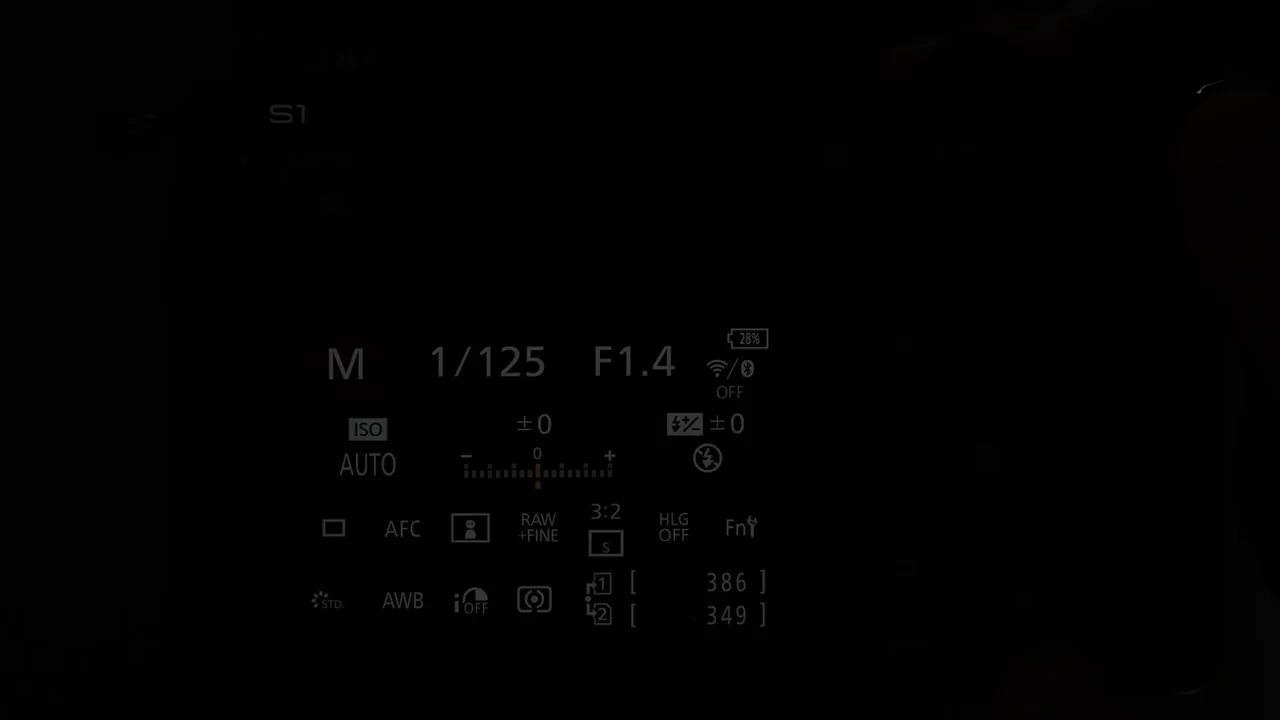 S1
28%
M 1/125 F1.4
OFF
ISO ±0 ±0
AUTO - 0 +
3:2
AFC RAW +FINE S HLG OFF Fn
STD. AWB i OFF 1 [ 386 ]
2 [ 349 ]